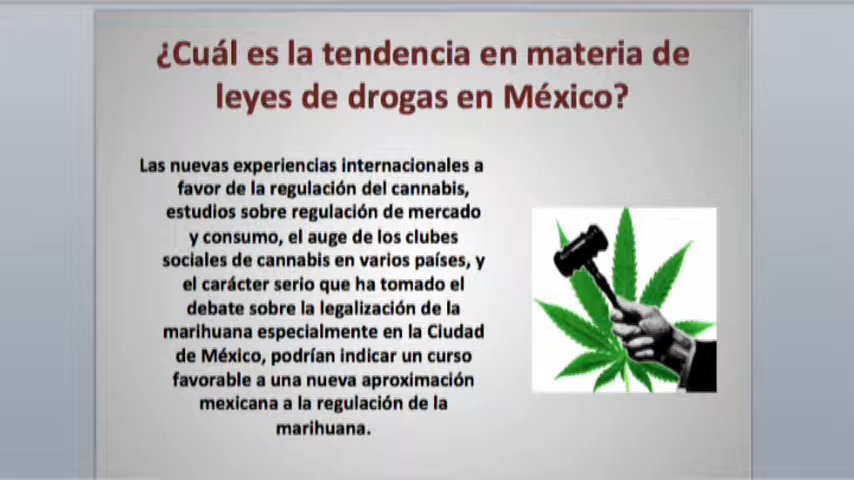 ¿Cuál es la tendencia en materia de
leyes de drogas en México?
Las nuevas experiencias internacionales a
favor de la regulación del cannabis,
estudios sobre regulación de mercado
y consumo, el auge de los clubes
sociales de cannabis en varios países, y
el carácter serio que ha tomado el
debate sobre la legalización de la
marihuana especialmente en la Ciudad
de México, podrían indicar un curso
favorable a una nueva aproximación
mexicana a la regulación de la
marihuana.